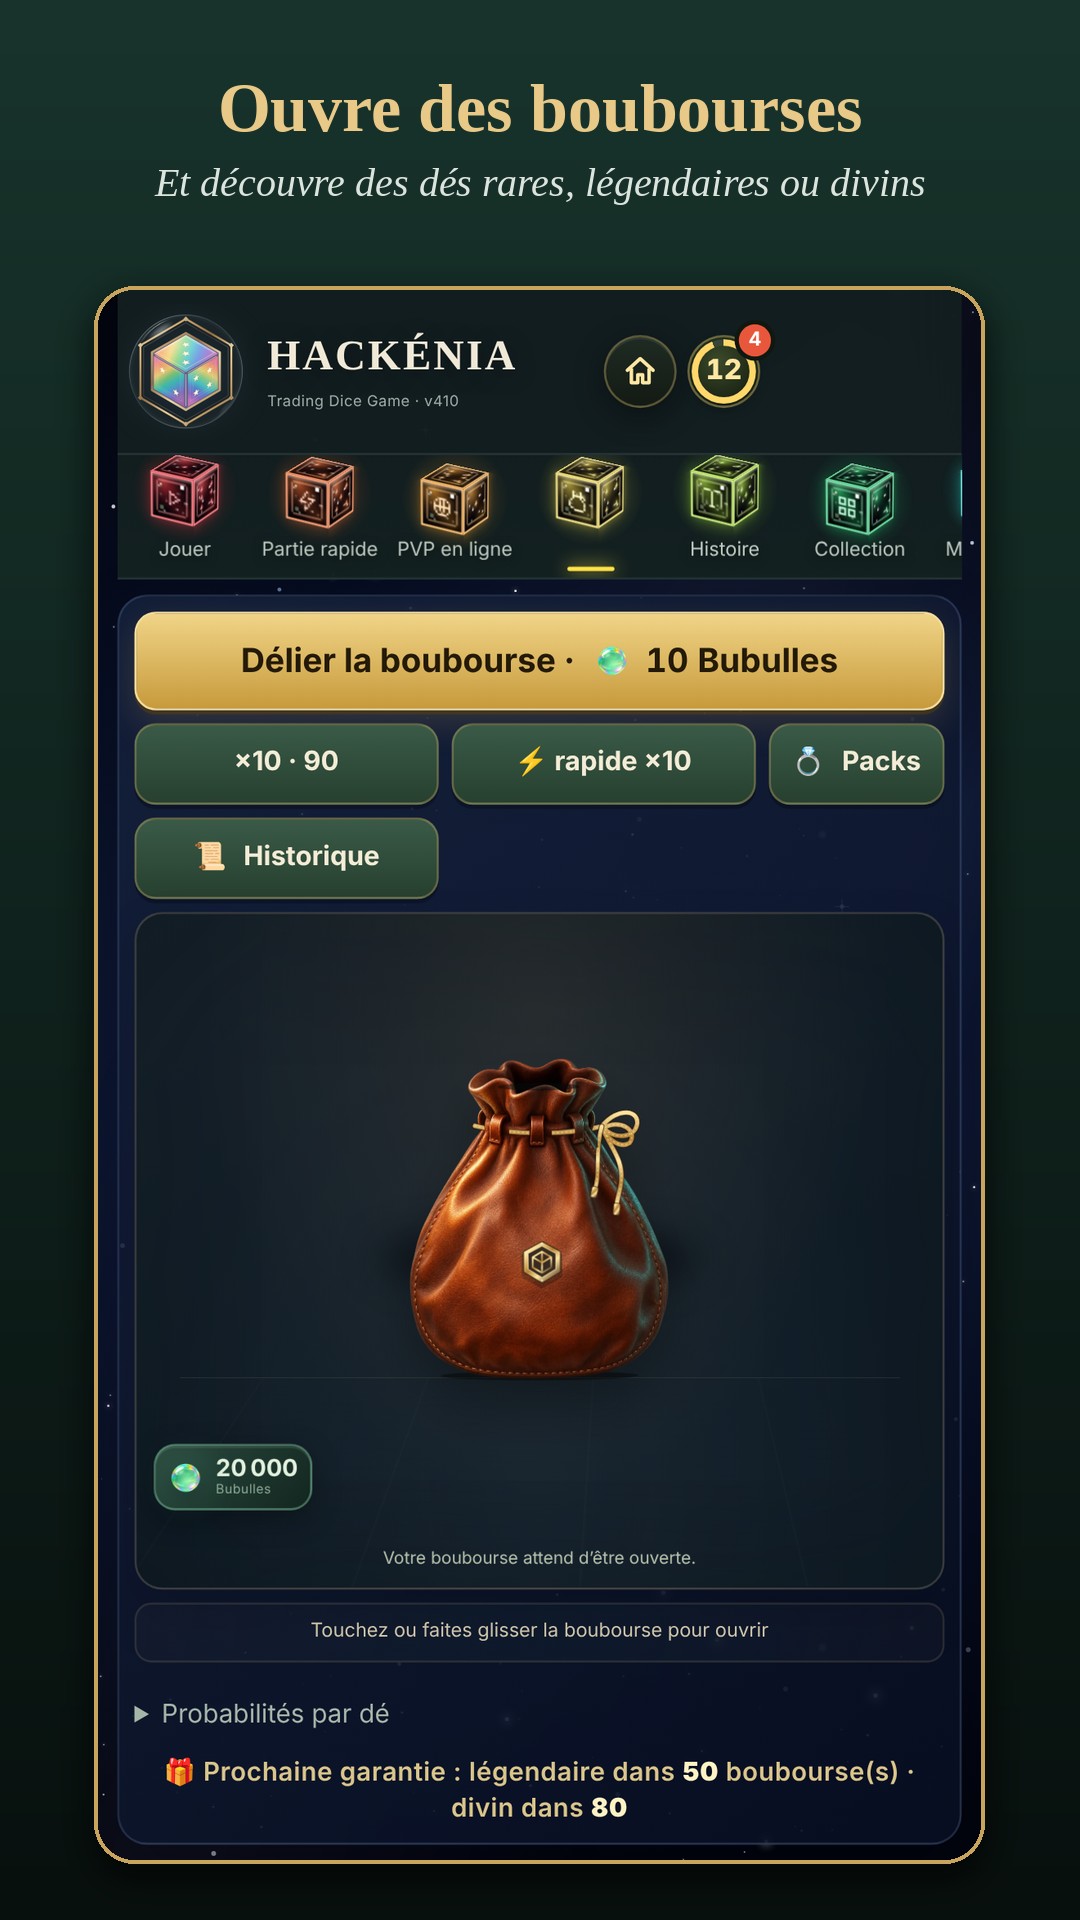 Ouvre des boubourses
Et découvre des dés rares, légendaires ou divins
HACKÉNIA
Trading Dice Game · v410
12
4
Jouer
Partie rapide
PVP en ligne
Histoire
Collection
M
Délier la boubourse · 10 Bubulles
×10 · 90
⚡ rapide ×10
💍 Packs
📜 Historique
20 000
Bubulles
Votre boubourse attend d’être ouverte.
Touchez ou faites glisser la boubourse pour ouvrir
▶ Probabilités par dé
🎁 Prochaine garantie : légendaire dans 50 boubourse(s) ·
divin dans 80